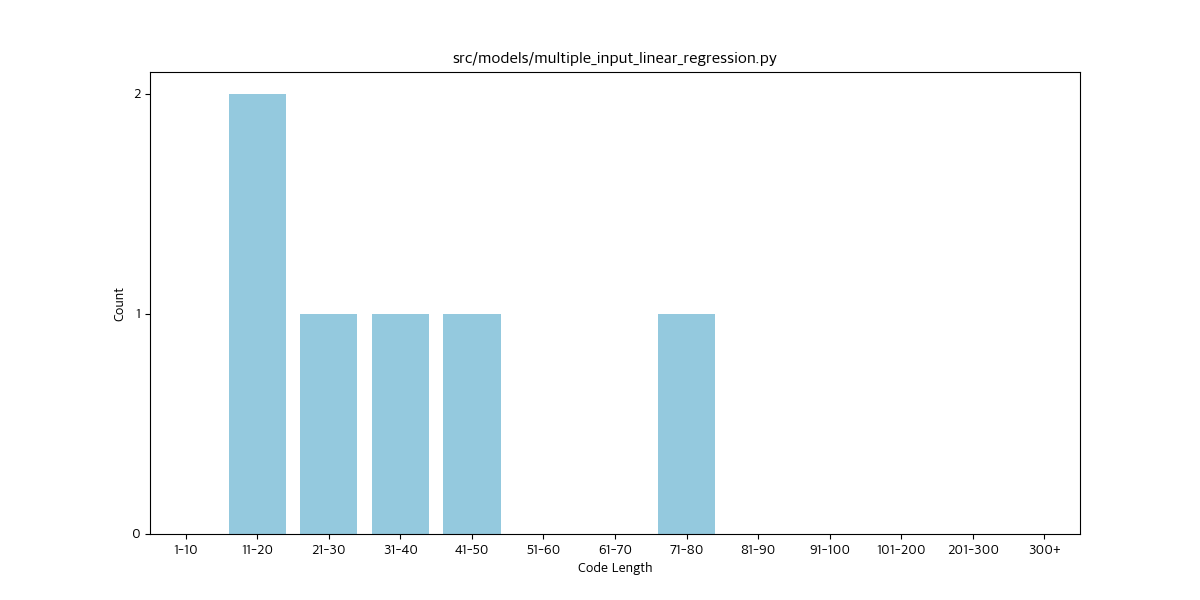 src/models/multiple_input_linear_regression.py
Count
2
1
0
1-10 11-20 21-30 31-40 41-50 51-60 61-70 71-80 81-90 91-100 101-200 201-300 300+
Code Length